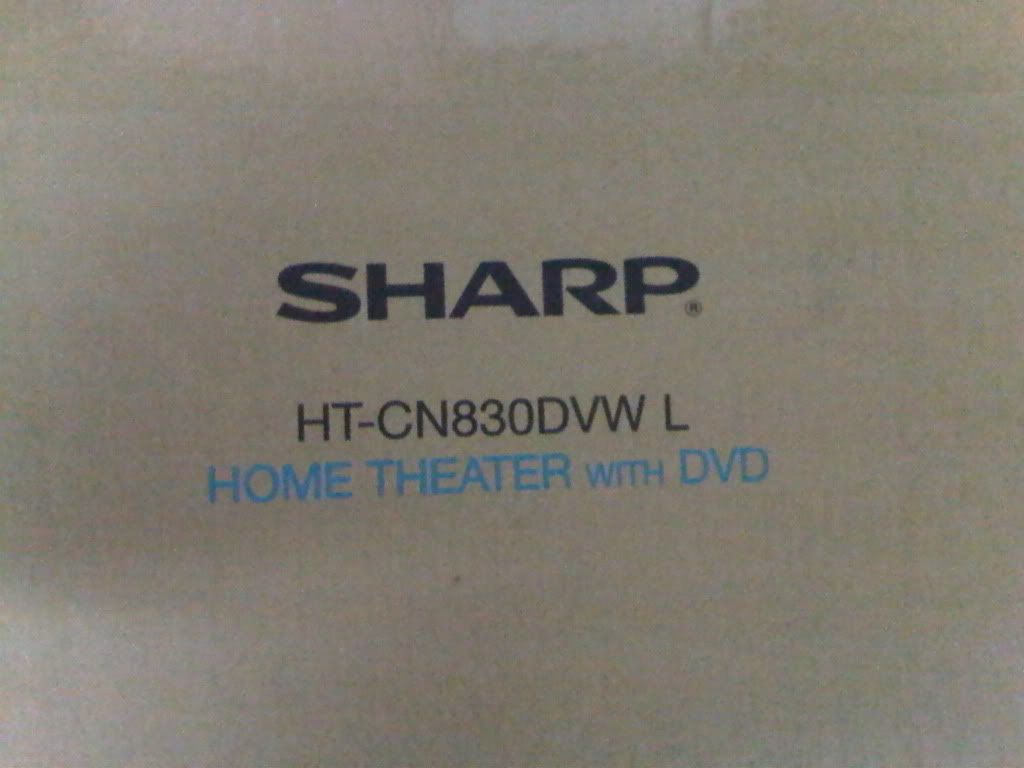 SHARP®
HT-CN830DVW L
HOME THEATER WITH DVD